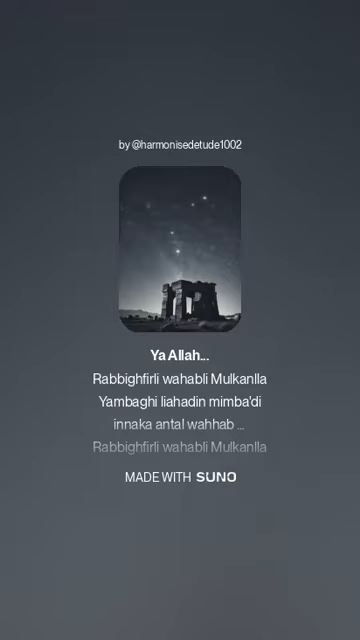 by @harmonisedetude1002
Ya Allah...
Rabbighfirli wahabli Mulkanlla
Yambaghi liahadin mimba'di
innaka antal wahhab ...
Rabbighfirli wahabli Mulkanlla
MADE WITH SUNO